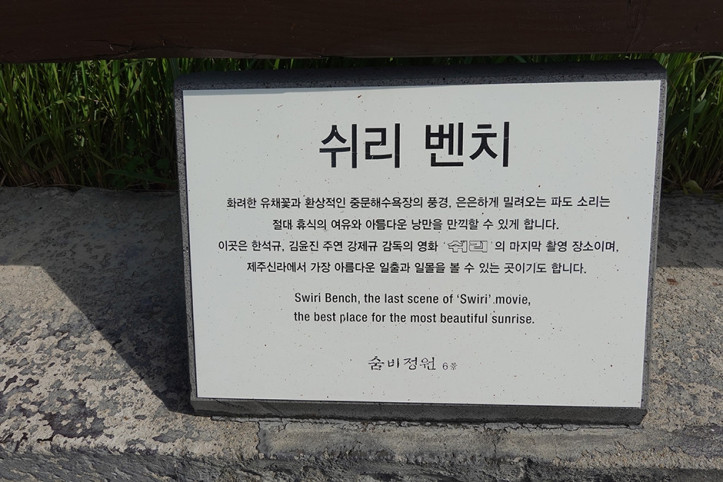 쉬리 벤치
화려한 유채꽃과 환상적인 중문해수욕장의 풍경, 은은하게 밀려오는 파도 소리는
절대 휴식의 여유와 아름다운 낭만을 만끽할 수 있게 합니다.
이곳은 한석규, 김윤진 주연 강제규 감독의 영화 '쉬리'의 마지막 촬영 장소이며,
제주신라에서 가장 아름다운 일출과 일몰을 볼 수 있는 곳이기도 합니다.
Swiri Bench, the last scene of 'Swiri' movie,
the best place for the most beautiful sunrise.
숨비정원 6景